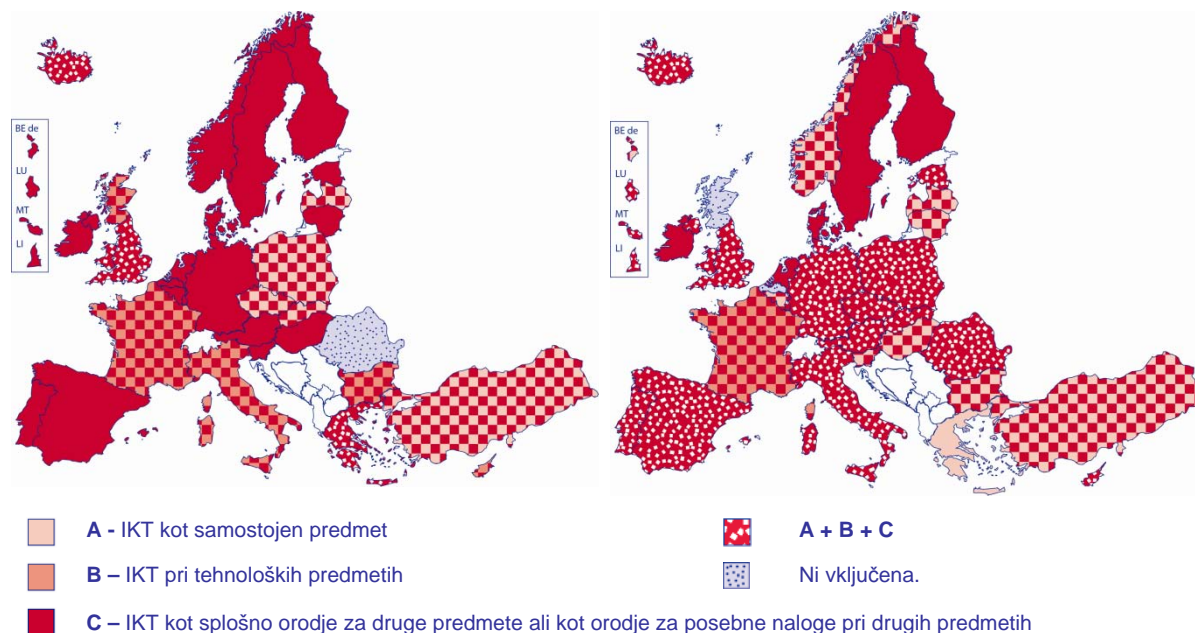 BE de
LU
MT
LI
BE de
LU
MT
LI
A - IKT kot samostojen predmet
A + B + C
B – IKT pri tehnoloških predmetih
Ni vključena.
C – IKT kot splošno orodje za druge predmete ali kot orodje za posebne naloge pri drugih predmetih